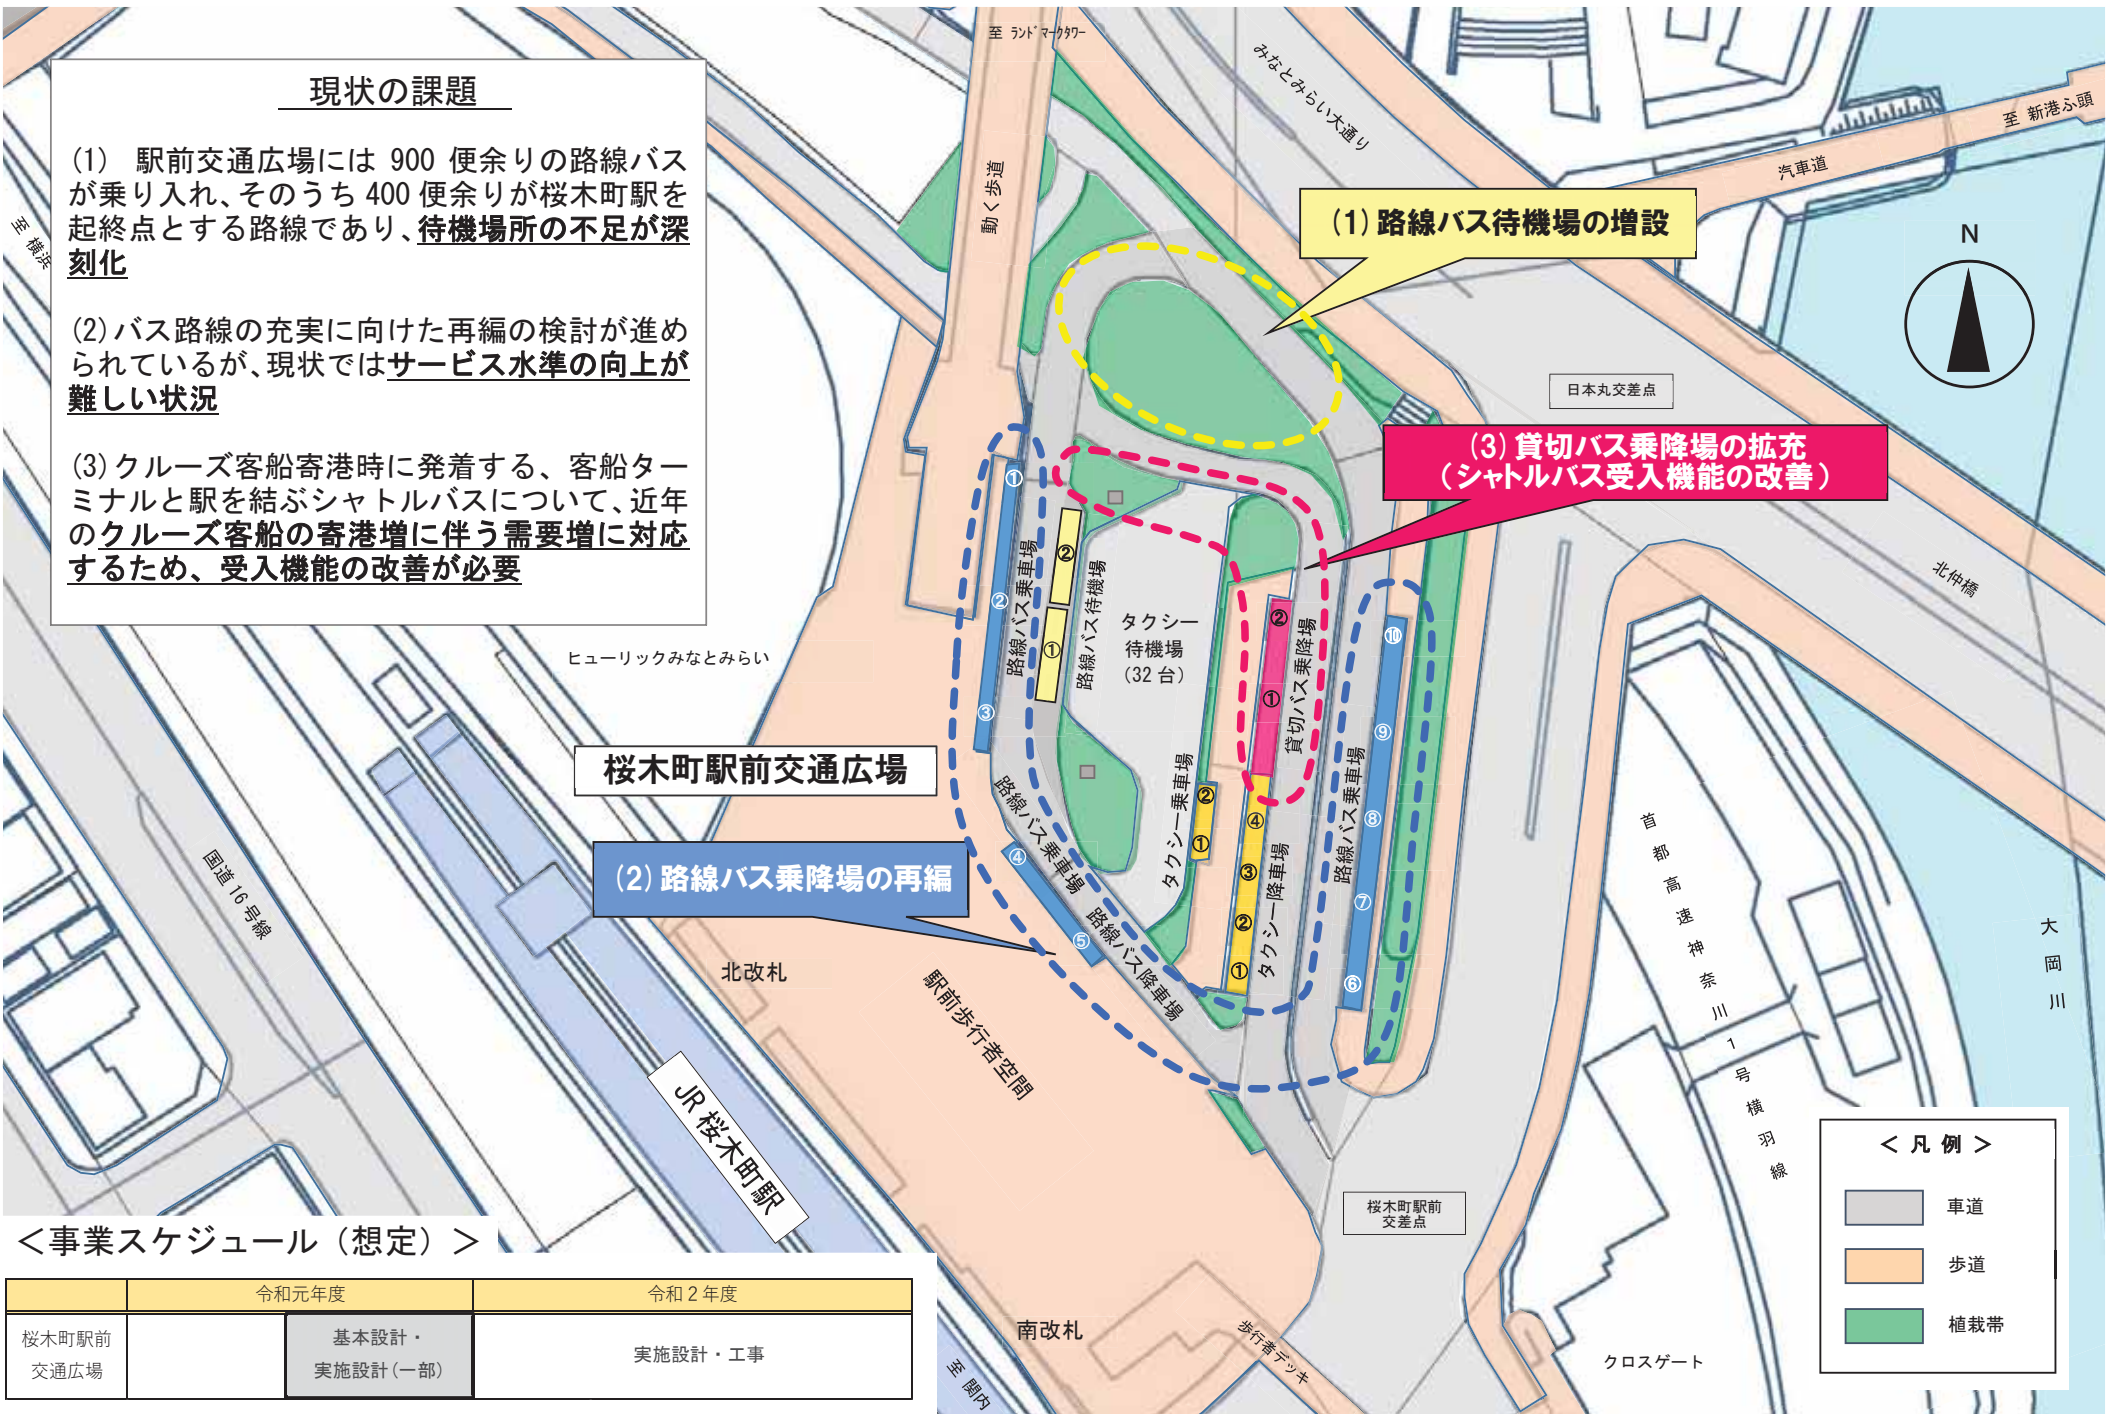 現状の課題
(1) 駅前交通広場には 900 便余りの路線バス
が乗り入れ、そのうち 400 便余りが桜木町駅を
起終点とする路線であり、待機場所の不足が深
刻化
(2)バス路線の充実に向けた再編の検討が進め
られているが、現状ではサービス水準の向上が
難しい状況
(3)クルーズ客船寄港時に発着する、客船ター
ミナルと駅を結ぶシャトルバスについて、近年
のクルーズ客船の寄港増に伴う需要増に対応
するため、受入機能の改善が必要
至 ランドマークタワー
みなとみらい大通り
至 新港ふ頭
汽車道
動く歩道
至 横浜
(1)路線バス待機場の増設
N
日本丸交差点
(3)貸切バス乗降場の拡充
(シャトルバス受入機能の改善)
北仲橋
①
②
③
路線バス乗車場
②
①
路線バス待機場
タクシー
待機場
(32 台)
②
①
貸切バス乗降場
⑩
⑨
⑧
⑦
⑥
路線バス乗車場
ヒューリックみなとみらい
桜木町駅前交通広場
(2)路線バス乗降場の再編
④
⑤
路線バス乗車場
路線バス降車場
タクシー乗車場
②
①
④
③
②
①
タクシー降車場
国道 16 号線
北改札
駅前歩行者空間
JR 桜木町駅
首都高速神奈川1号横羽線
大岡川
桜木町駅前
交差点
南改札
歩行者デッキ
至 関内
クロスゲート
<凡例>
車道
歩道
植栽帯
<事業スケジュール(想定)>
令和元年度
令和2年度
桜木町駅前
交通広場
基本設計・
実施設計(一部)
実施設計・工事